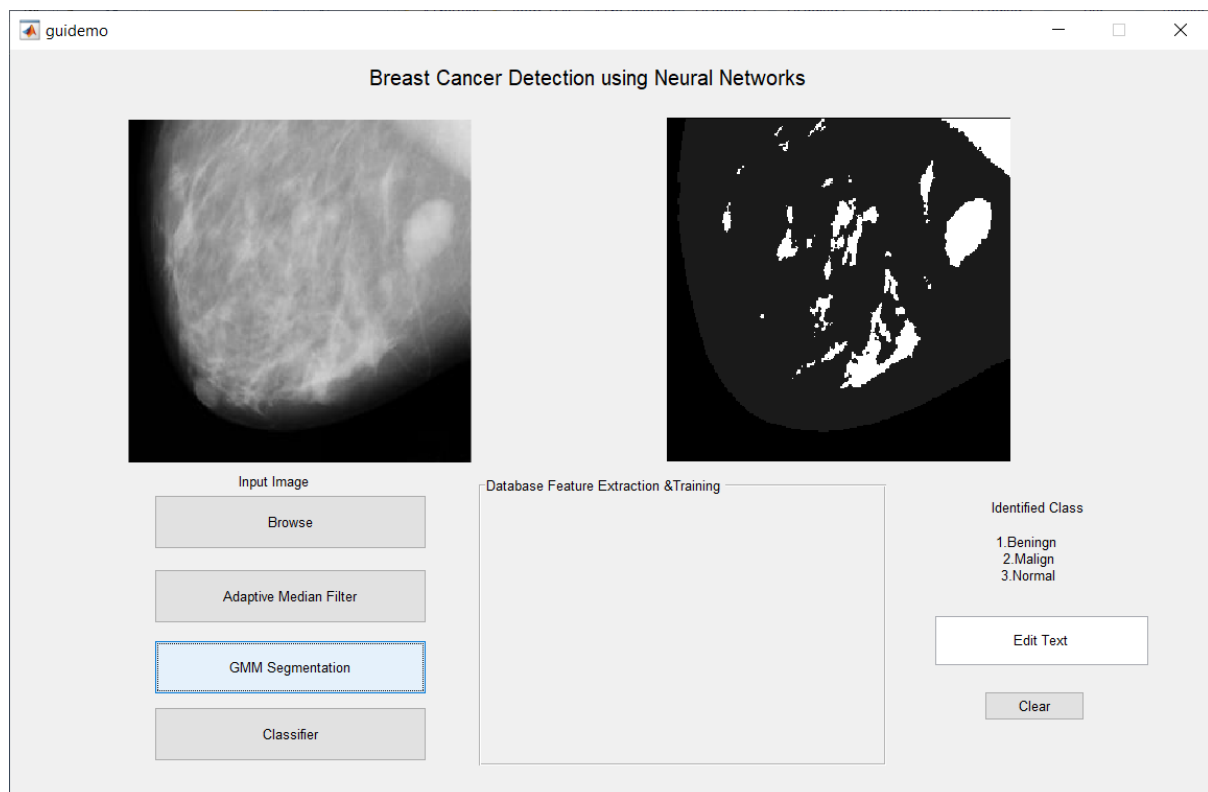 guidemo
Breast Cancer Detection using Neural Networks
Input Image
Browse
Adaptive Median Filter
GMM Segmentation
Classifier
Database Feature Extraction &Training
Identified Class
1.Beningn
2.Malign
3.Normal
Edit Text
Clear